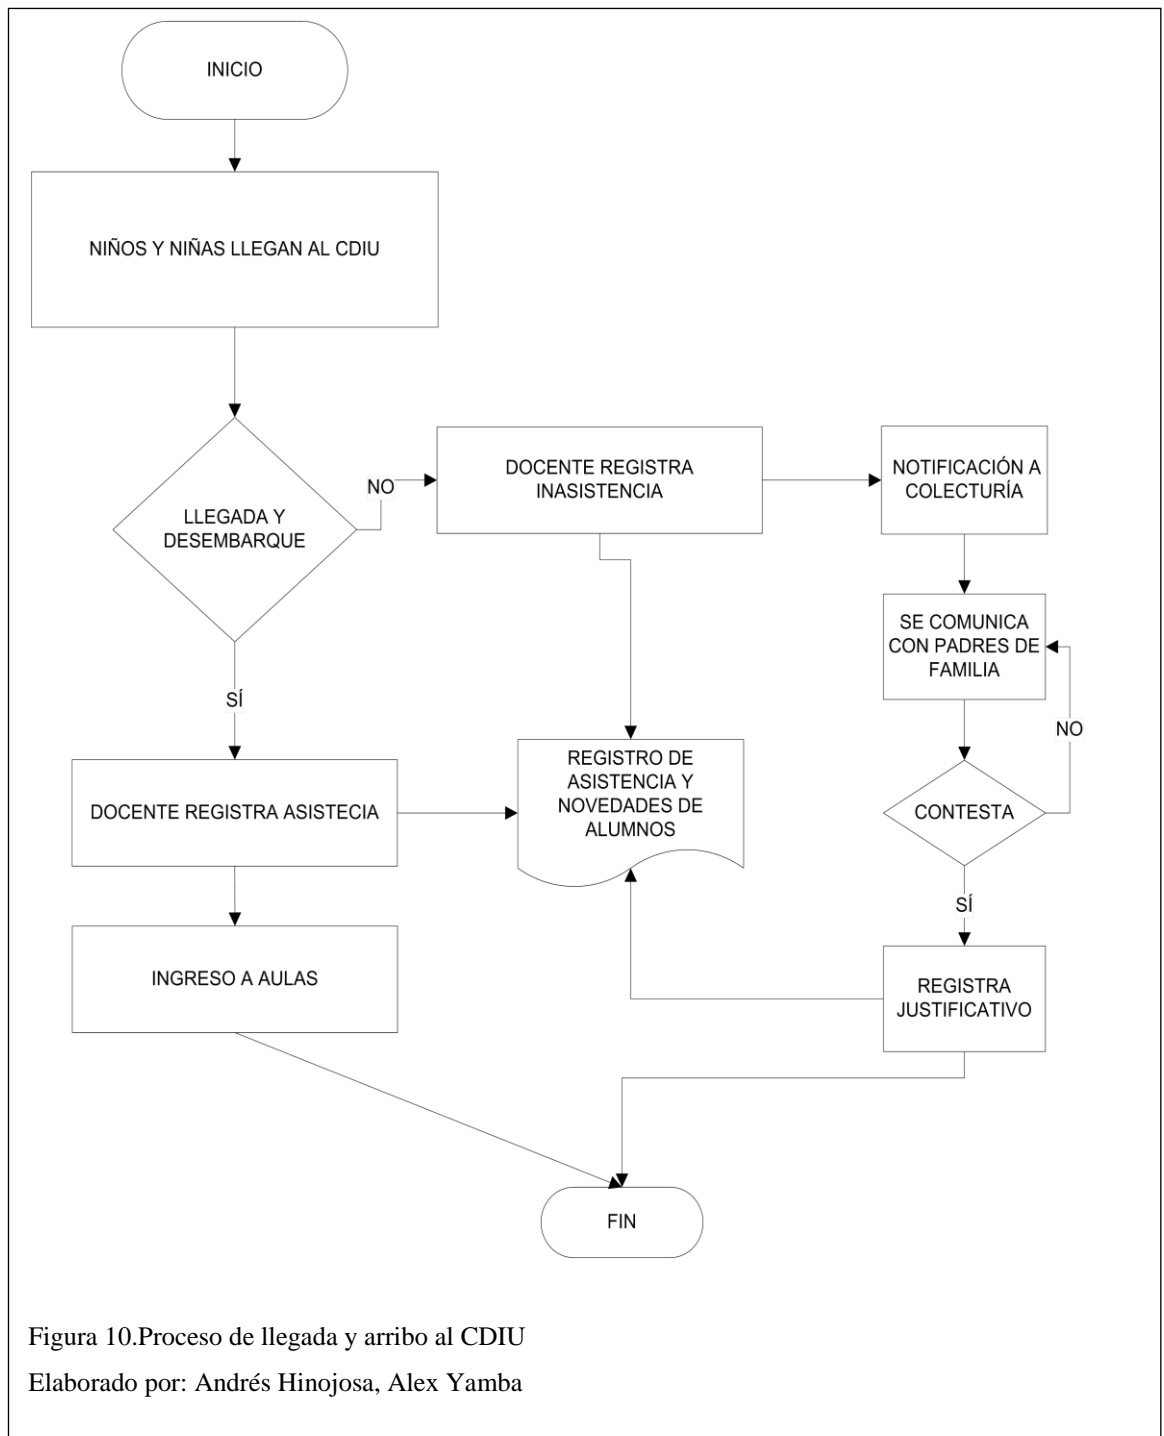 INICIO
NIÑOS Y NIÑAS LLEGAN AL CDIU
LLEGADA Y
DESEMBARQUE
NO
DOCENTE REGISTRA
INASISTENCIA
NOTIFICACIÓN A
COLECTURÍA
SE COMUNICA
CON PADRES DE
FAMILIA
NO
SÍ
DOCENTE REGISTRA ASISTECIA
REGISTRO DE
ASISTENCIA Y
NOVEDADES DE
ALUMNOS
CONTESTA
SÍ
INGRESO A AULAS
REGISTRA
JUSTIFICATIVO
FIN
Figura 10.Proceso de llegada y arribo al CDIU
Elaborado por: Andrés Hinojosa, Alex Yamba